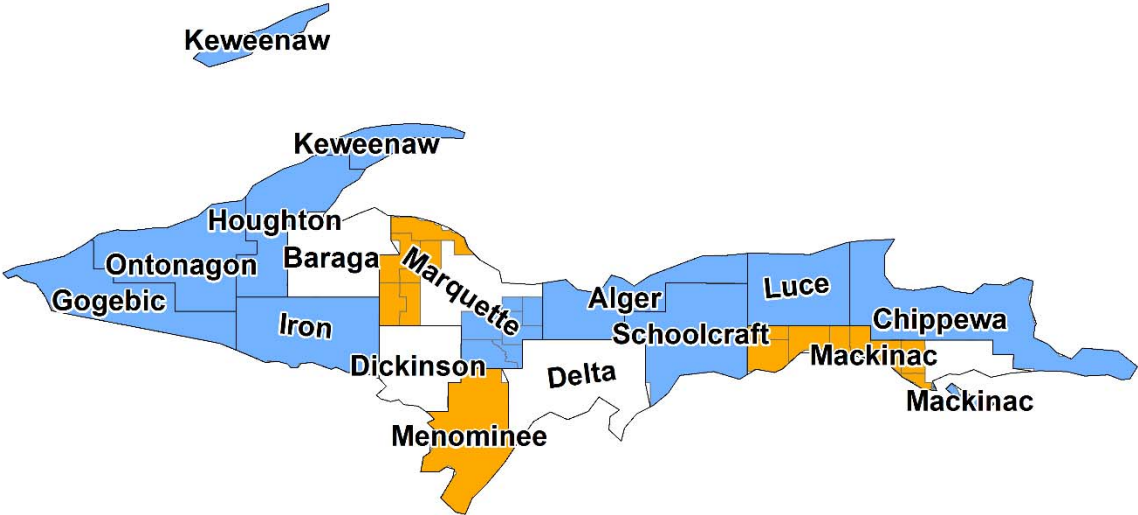 Keweenaw
Keweenaw
Houghton
Baraga
Ontonagon
Gogebic
Marquette
Iron
Alger
Luce
Schoolcraft
Chippewa
Dickinson
Delta
Mackinac
Mackinac
Menominee